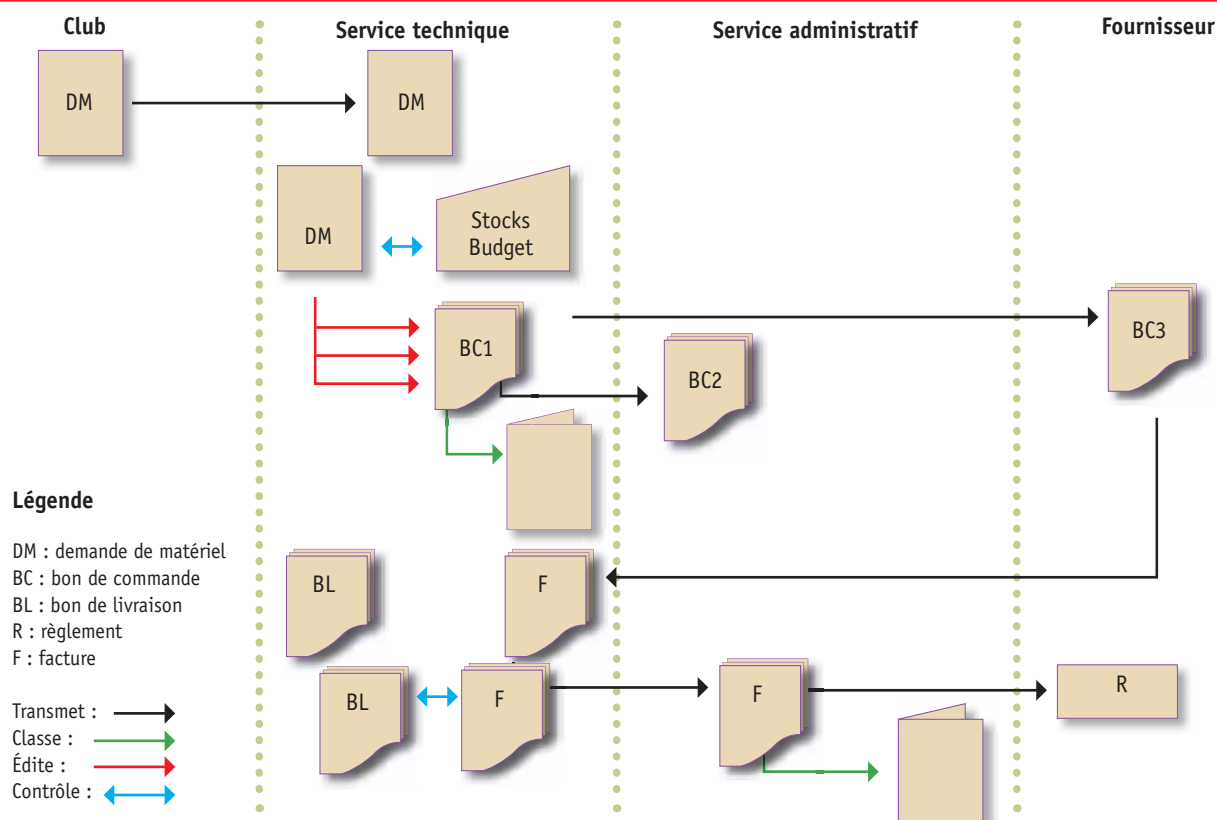 Club
Service technique
Service administratif
Fournisseur
DM
DM
DM
Stocks
Budget
BC1
BC2
BC3
Légende
DM : demande de matériel
BC : bon de commande
BL : bon de livraison
R : règlement
F : facture
BL
F
BL
F
F
R
Transmet :
Classe :
Édite :
Contrôle :